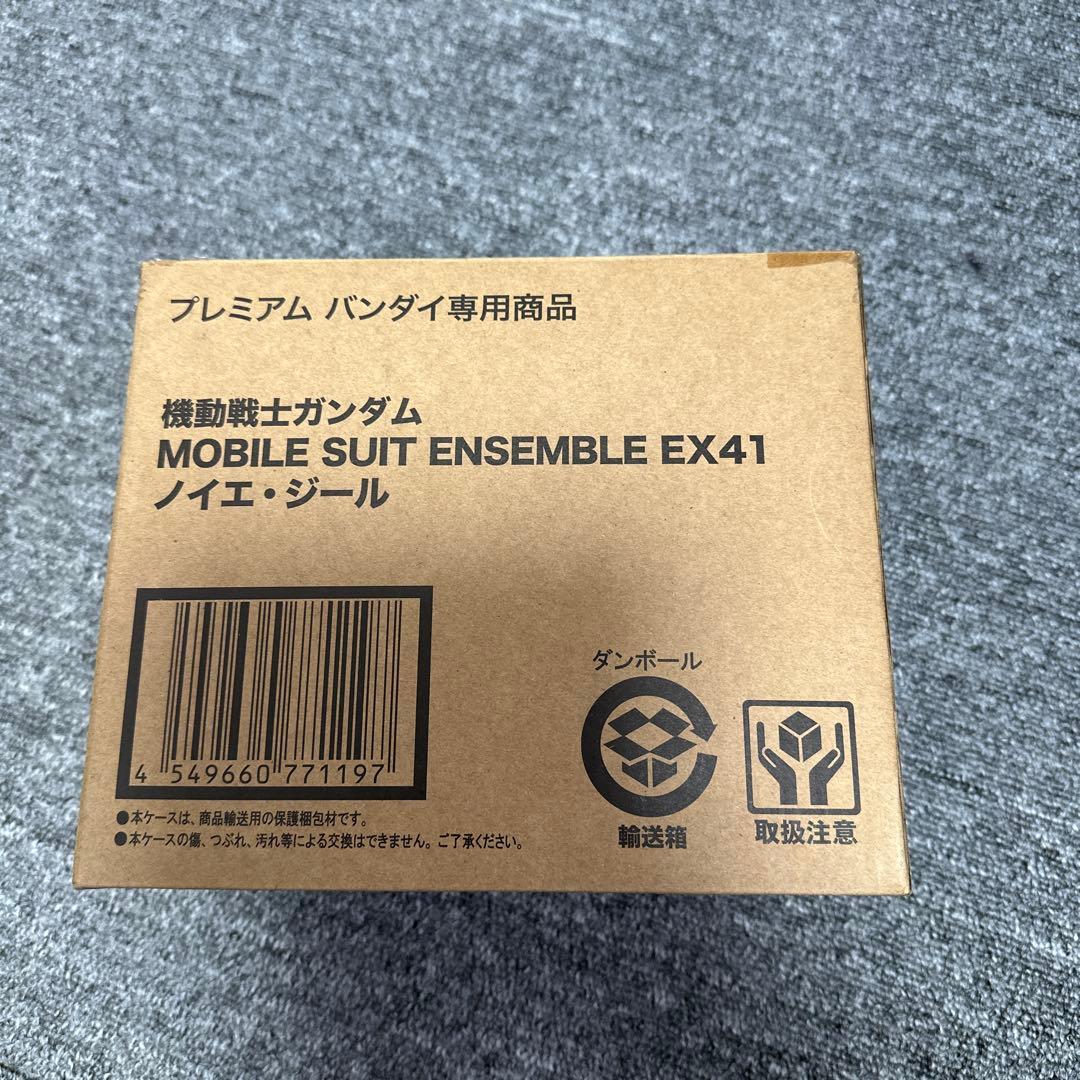 プレミアム バンダイ専用商品
機動戦士ガンダム
MOBILE SUIT ENSEMBLE EX41
ノイエ・ジール
4 549660 771197
ダンボール
輸送箱
取扱注意
●本ケースは、商品輸送用の保護梱包材です。
●本ケースの傷、つぶれ、汚れ等による交換はできません。ご了承ください。